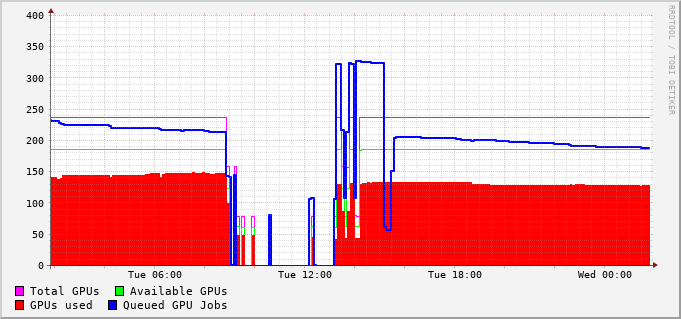 400
350
300
250
200
150
100
50
0
Tue 06:00 Tue 12:00 Tue 18:00 Wed 00:00
Total GPUs Available GPUs
GPUs used Queued GPU Jobs
RRDTOOL / TOBI OETIKER